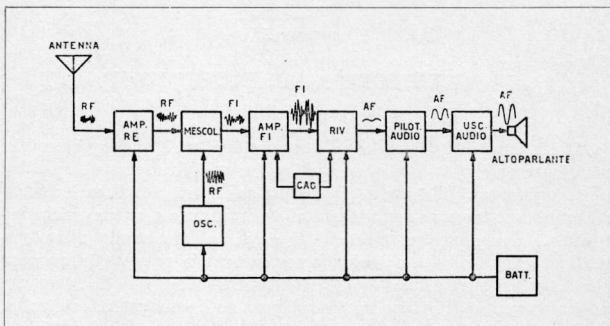 ANTENNA
RF
AMP.
RE
RF
MESCOL.
FI
AMP.
FI
FI
RIV
AF
PILOT.
AUDIO
AF
USC.
AUDIO
AF
ALTOPARLANTE
CAG
RF
OSC.
BATT.